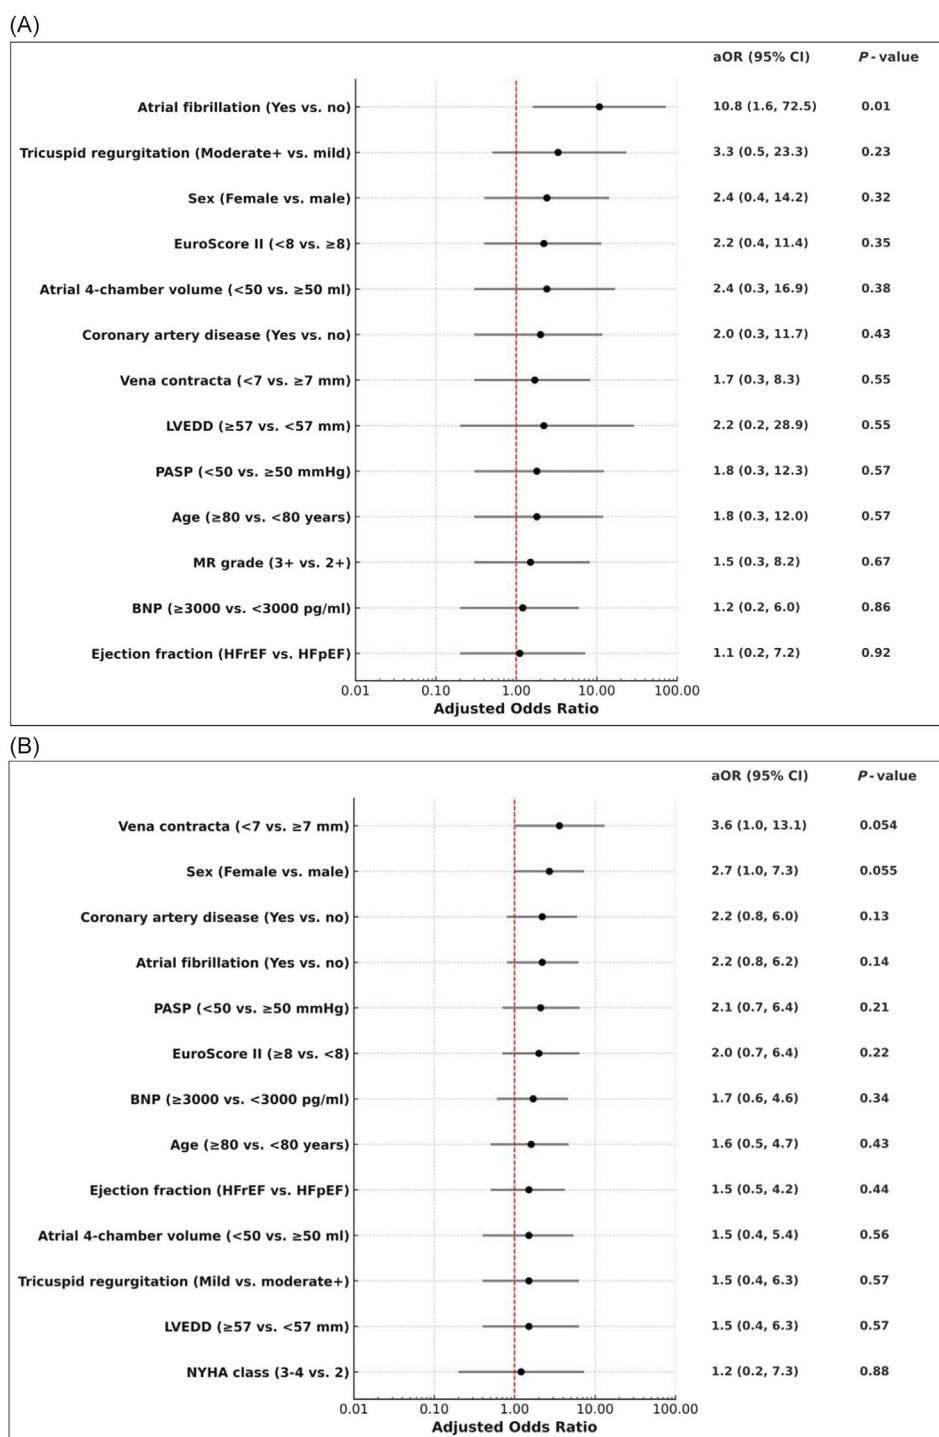 (A)
aOR (95% CI) P-value
Atrial fibrillation (Yes vs. no) 10.8 (1.6, 72.5) 0.01
Tricuspid regurgitation (Moderate+ vs. mild) 3.3 (0.5, 23.3) 0.23
Sex (Female vs. male) 2.4 (0.4, 14.2) 0.32
EuroScore II (<8 vs. ≥8) 2.2 (0.4, 11.4) 0.35
Atrial 4-chamber volume (<50 vs. ≥50 ml) 2.4 (0.3, 16.9) 0.38
Coronary artery disease (Yes vs. no) 2.0 (0.3, 11.7) 0.43
Vena contracta (<7 vs. ≥7 mm) 1.7 (0.3, 8.3) 0.55
LVEDD (≥57 vs. <57 mm) 2.2 (0.2, 28.9) 0.55
PASP (<50 vs. ≥50 mmHg) 1.8 (0.3, 12.3) 0.57
Age (≥80 vs. <80 years) 1.8 (0.3, 12.0) 0.57
MR grade (3+ vs. 2+) 1.5 (0.3, 8.2) 0.67
BNP (≥3000 vs. <3000 pg/ml) 1.2 (0.2, 6.0) 0.86
Ejection fraction (HFrEF vs. HFpEF) 1.1 (0.2, 7.2) 0.92
0.01 0.10 1.00 10.00 100.00
Adjusted Odds Ratio
(B)
aOR (95% CI) P-value
Vena contracta (<7 vs. ≥7 mm) 3.6 (1.0, 13.1) 0.054
Sex (Female vs. male) 2.7 (1.0, 7.3) 0.055
Coronary artery disease (Yes vs. no) 2.2 (0.8, 6.0) 0.13
Atrial fibrillation (Yes vs. no) 2.2 (0.8, 6.2) 0.14
PASP (<50 vs. ≥50 mmHg) 2.1 (0.7, 6.4) 0.21
EuroScore II (≥8 vs. <8) 2.0 (0.7, 6.4) 0.22
BNP (≥3000 vs. <3000 pg/ml) 1.7 (0.6, 4.6) 0.34
Age (≥80 vs. <80 years) 1.6 (0.5, 4.7) 0.43
Ejection fraction (HFrEF vs. HFpEF) 1.5 (0.5, 4.2) 0.44
Atrial 4-chamber volume (<50 vs. ≥50 ml) 1.5 (0.4, 5.4) 0.56
Tricuspid regurgitation (Mild vs. moderate+) 1.5 (0.4, 6.3) 0.57
LVEDD (≥57 vs. <57 mm) 1.5 (0.4, 6.3) 0.57
NYHA class (3-4 vs. 2) 1.2 (0.2, 7.3) 0.88
0.01 0.10 1.00 10.00 100.00
Adjusted Odds Ratio